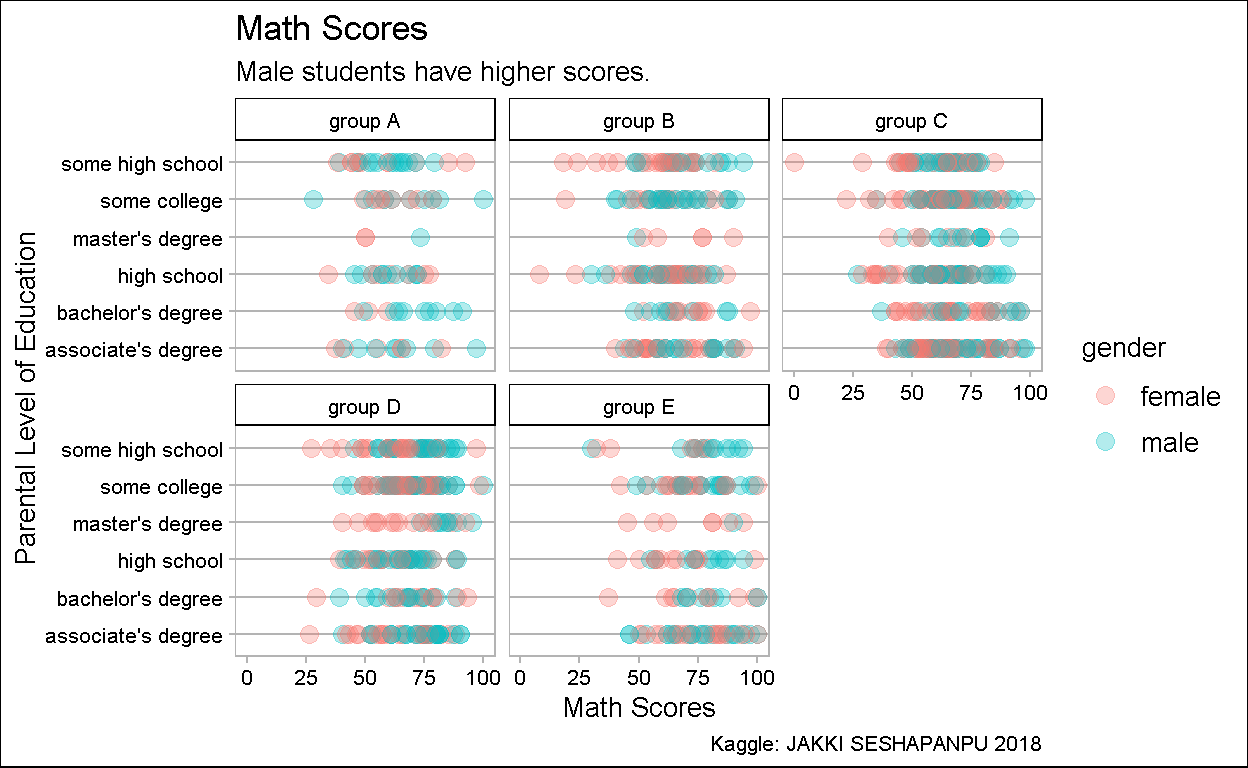 Math Scores
Male students have higher scores.
group A
group B
group C
some high school
some college
master's degree
high school
bachelor's degree
associate's degree
0 25 50 75 100
group D
group E
some high school
some college
master's degree
high school
bachelor's degree
associate's degree
0 25 50 75 100
0 25 50 75 100
Math Scores
Parental Level of Education
gender
female
male
Kaggle: JAKKI SESHAPANPU 2018